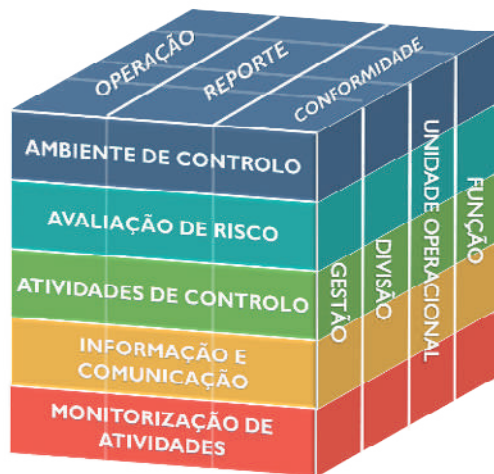 OPERAÇÃO
REPORTE
CONFORMIDADE
AMBIENTE DE CONTROLO
AVALIAÇÃO DE RISCO
ATIVIDADES DE CONTROLO
INFORMAÇÃO E
COMUNICAÇÃO
MONITORIZAÇÃO DE
ATIVIDADES
GESTÃO
DIVISÃO
UNIDADE OPERACIONAL
FUNÇÃO